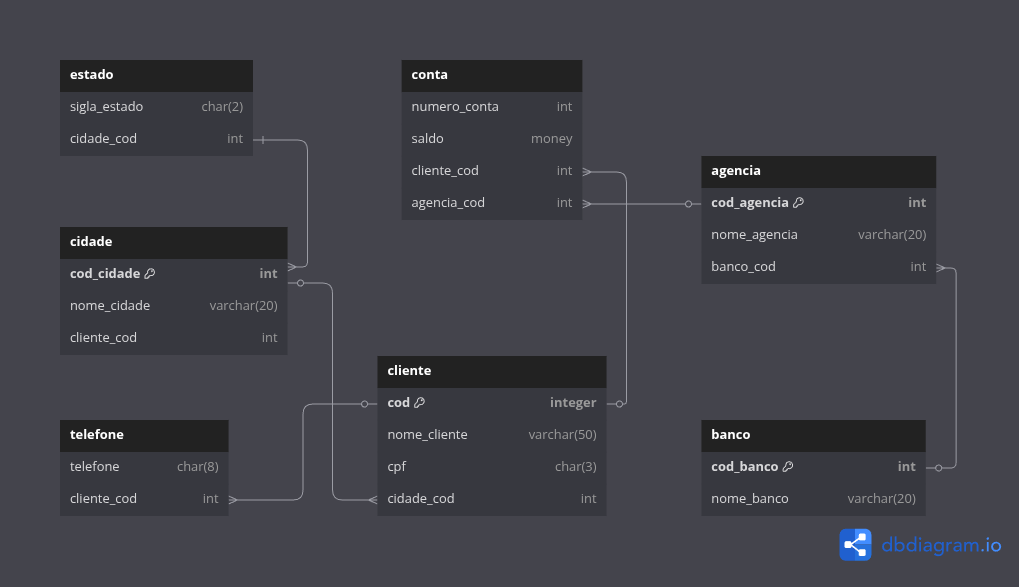 estado
sigla_estado char(2)
cidade_cod int
conta
numero_conta int
saldo money
cliente_cod int
agencia_cod int
agencia
cod_agencia int
nome_agencia varchar(20)
banco_cod int
cidade
cod_cidade int
nome_cidade varchar(20)
cliente_cod int
cliente
cod integer
nome_cliente varchar(50)
cpf char(3)
cidade_cod int
telefone
telefone char(8)
cliente_cod int
banco
cod_banco int
nome_banco varchar(20)
dbdiagram.io